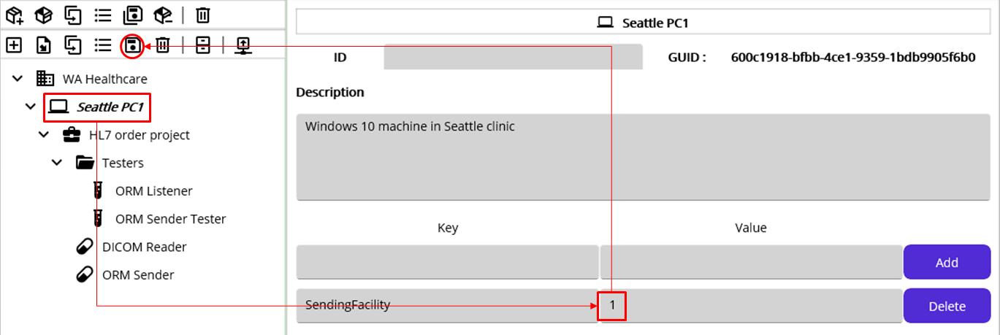 WA Healthcare
Seattle PC1
HL7 order project
Testers
ORM Listener
ORM Sender Tester
DICOM Reader
ORM Sender
Seattle PC1
ID GUID : 600c1918-bfbb-4ce1-9359-1bdb9905f6b0
Description
Windows 10 machine in Seattle clinic
Key Value
Add
SendingFacility 1 Delete